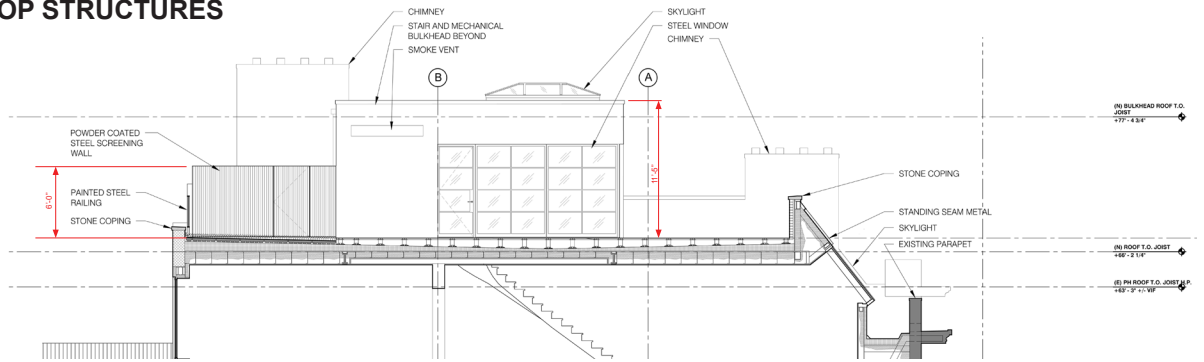 OP STRUCTURES
CHIMNEY
STAIR AND MECHANICAL
BULKHEAD BEYOND
SMOKE VENT
SKYLIGHT
STEEL WINDOW
CHIMNEY
B
A
(N) BULKHEAD ROOF T.O.
JOIST
+77' - 4 3/4"
POWDER COATED
STEEL SCREENING
WALL
PAINTED STEEL
RAILING
STONE COPING
6'-0"
11'-5"
STONE COPING
STANDING SEAM METAL
SKYLIGHT
EXISTING PARAPET
(N) ROOF T.O. JOIST
+66' - 2 1/4"
(E) PH ROOF T.O. JOIST H.P.
+63' - 3" +/- VIF